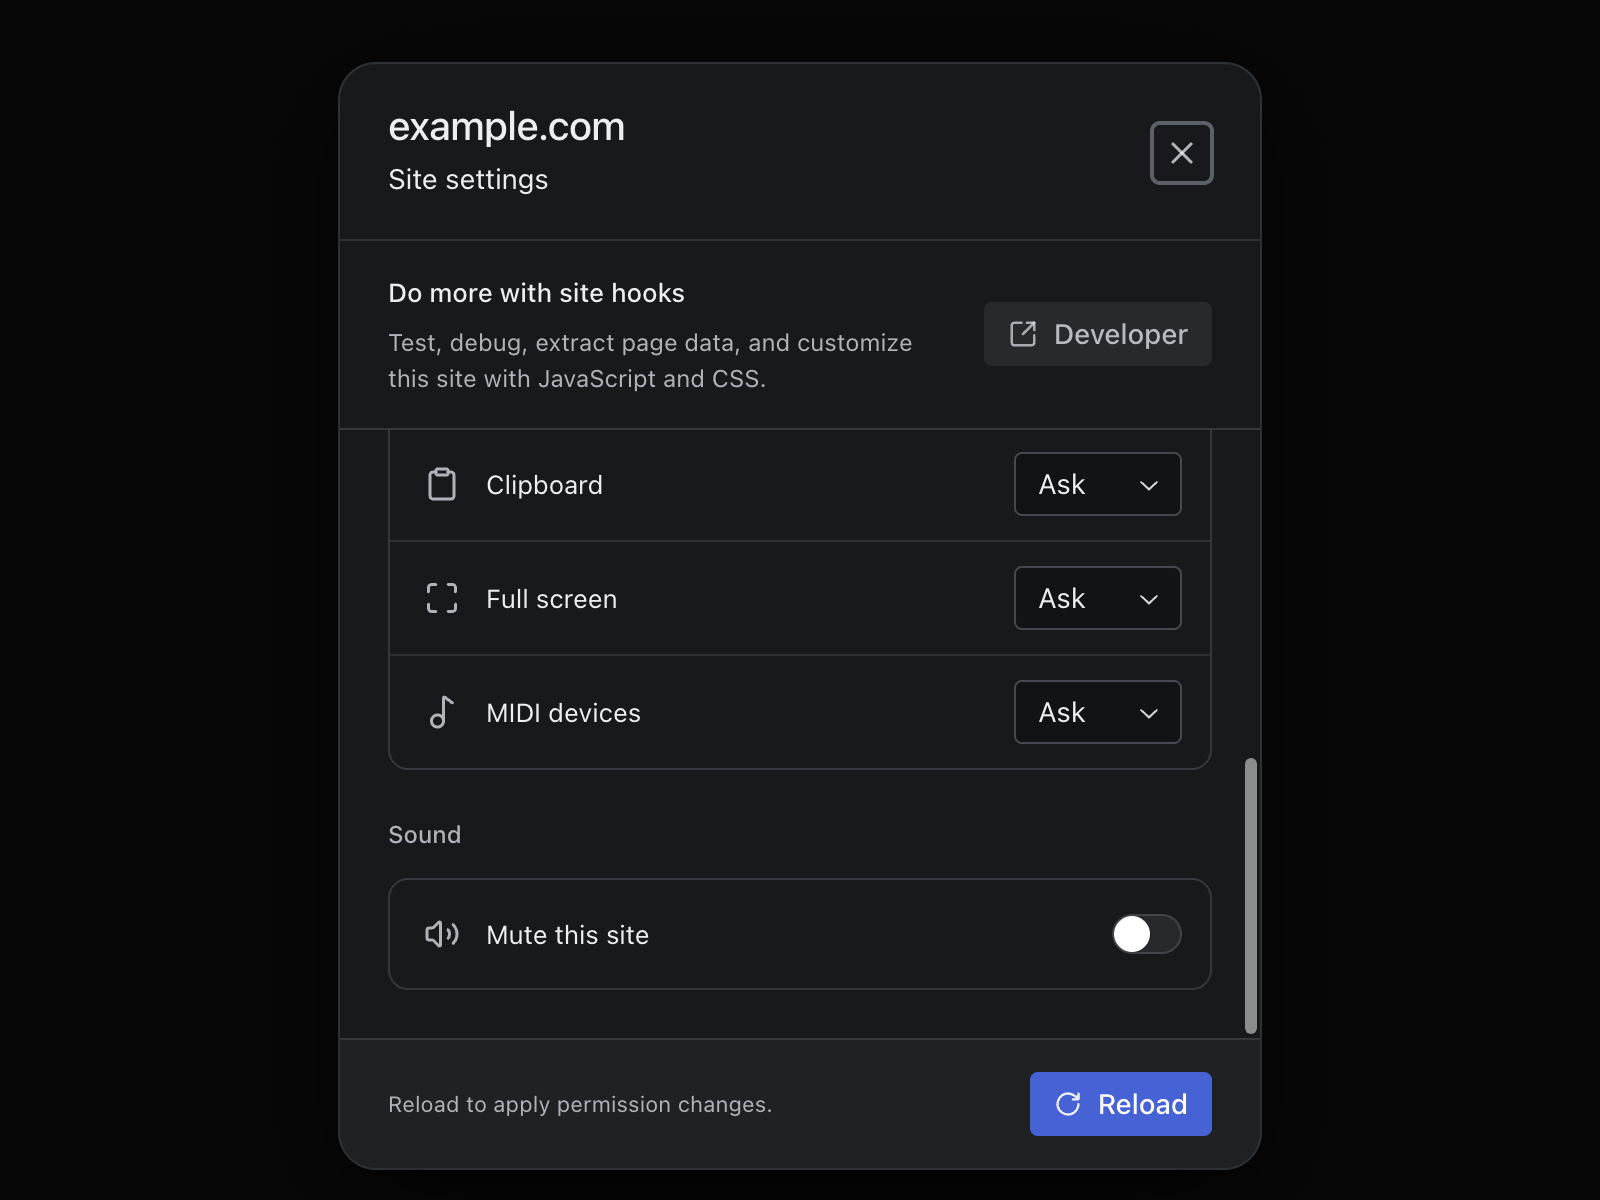 example.com
Site settings
Do more with site hooks
Test, debug, extract page data, and customize
this site with JavaScript and CSS.
Developer
Clipboard
Ask
Full screen
Ask
MIDI devices
Ask
Sound
Mute this site
Reload to apply permission changes.
Reload